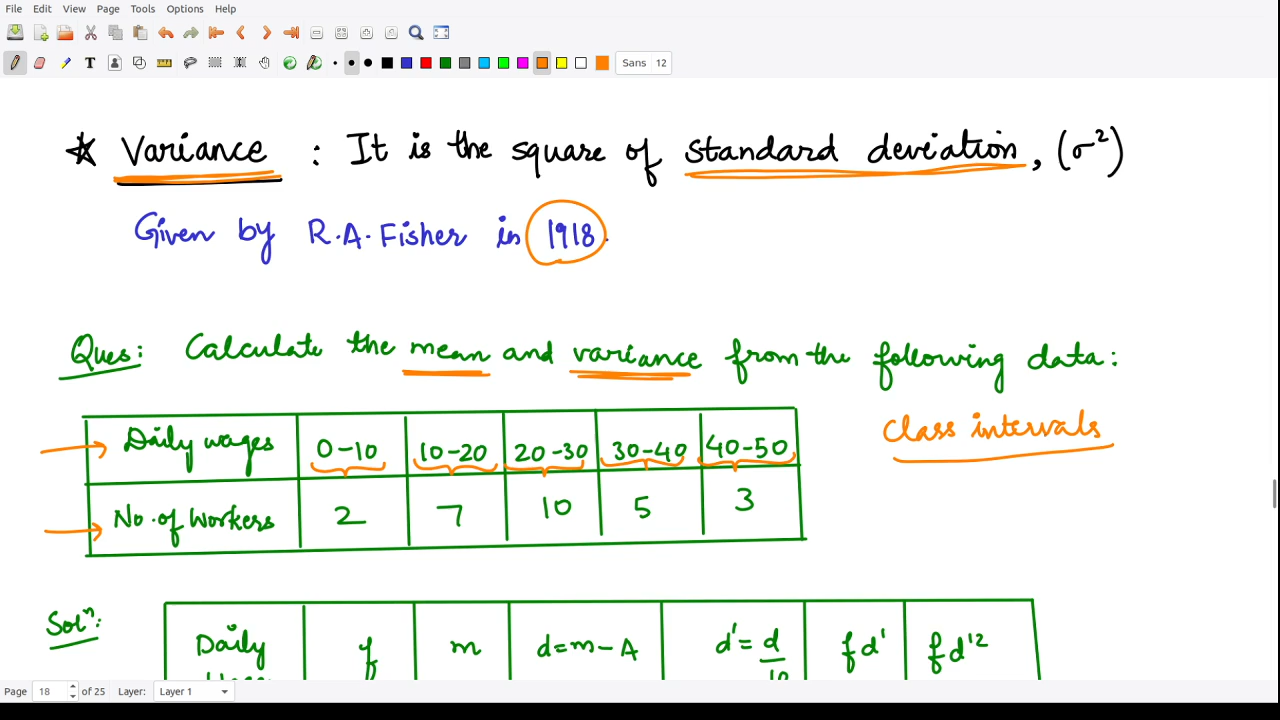 File Edit View Page Tools Options Help
T Sans 12
☆ Variance : It is the square of standard deviation, (σ²)
Given by R.A. Fisher in 1918.
Ques: Calculate the mean and variance from the following data:
Class intervals
Daily wages 0-10 10-20 20-30 30-40 40-50
No. of Workers 2 7 10 5 3
Solⁿ:
Daily f m d=m-A d'=d/10 fd' fd'²
Page 18 of 25 Layer: Layer 1